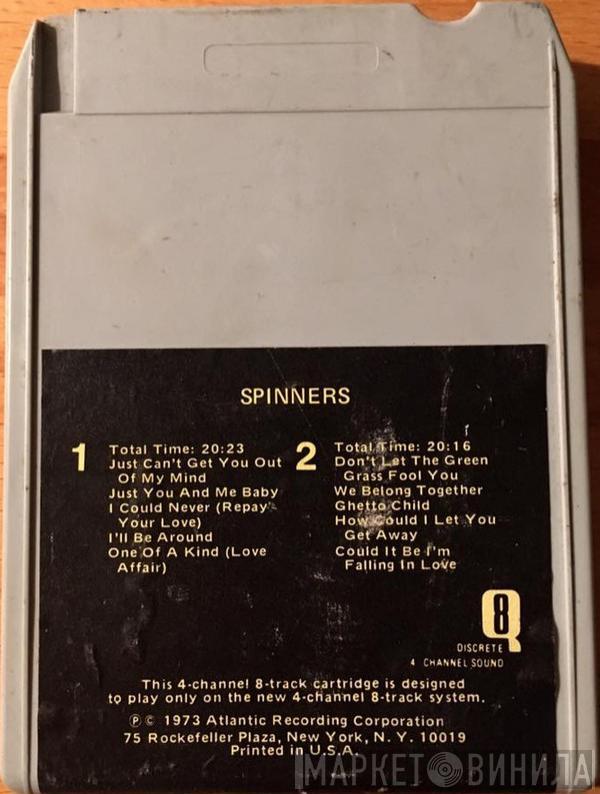 SPINNERS
1
Total Time: 20:23
Just Can't Get You Out
Of My Mind
Just You And Me Baby
I Could Never (Repay
Your Love)
I'll Be Around
One Of A Kind (Love
Affair)
2
Total Time: 20:16
Don't Let The Green
Grass Fool You
We Belong Together
Ghetto Child
How Could I Let You
Get Away
Could It Be I'm
Falling In Love
Q8
DISCRETE
4 CHANNEL SOUND
This 4-channel 8-track cartridge is designed
to play only on the new 4-channel 8-track system.
℗ © 1973 Atlantic Recording Corporation
75 Rockefeller Plaza, New York, N. Y. 10019
Printed in U.S.A.
МАРКЕТ ВИНИЛА